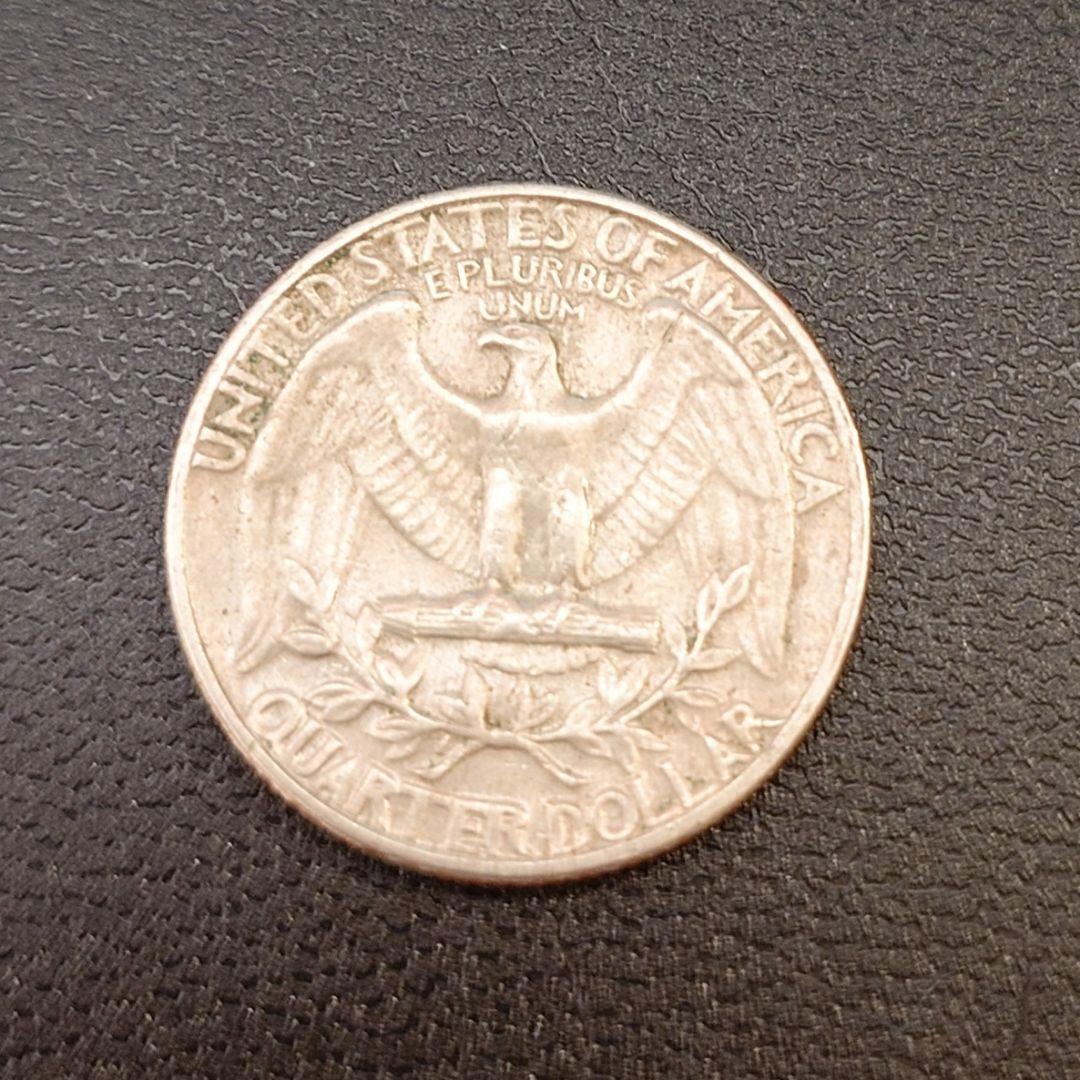 UNITED STATES OF AMERICA
E PLURIBUS
UNUM
QUARTER DOLLAR